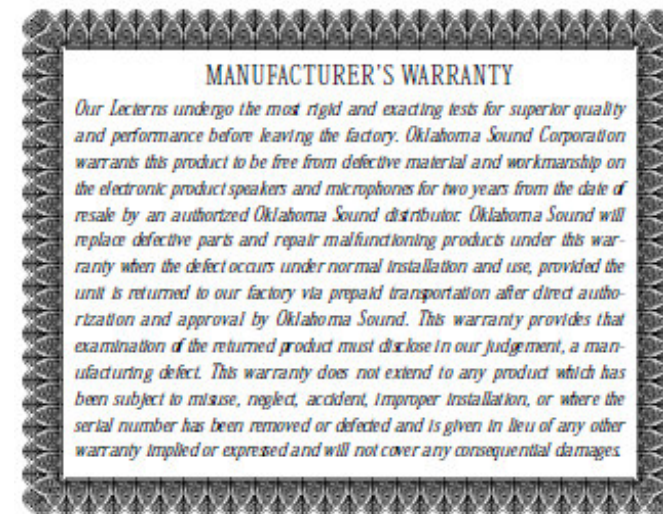 MANUFACTURER'S WARRANTY
Our Lecterns undergo the most rigid and exacting tests for superior quality
and performance before leaving the factory. Oklahoma Sound Corporation
warrants this product to be free from defective material and workmanship on
the electronic product speakers and microphones for two years from the date of
resale by an authorized Oklahoma Sound distributor. Oklahoma Sound will
replace defective parts and repair malfunctioning products under this war-
ranty when the defect occurs under normal installation and use, provided the
unit is returned to our factory via prepaid transportation after direct autho-
rization and approval by Oklahoma Sound. This warranty provides that
examination of the returned product must disclose in our judgement, a man-
ufacturing defect. This warranty does not extend to any product which has
been subject to misuse, neglect, accident, improper installation, or where the
serial number has been removed or defected and is given in lieu of any other
warranty implied or expressed and will not cover any consequential damages.